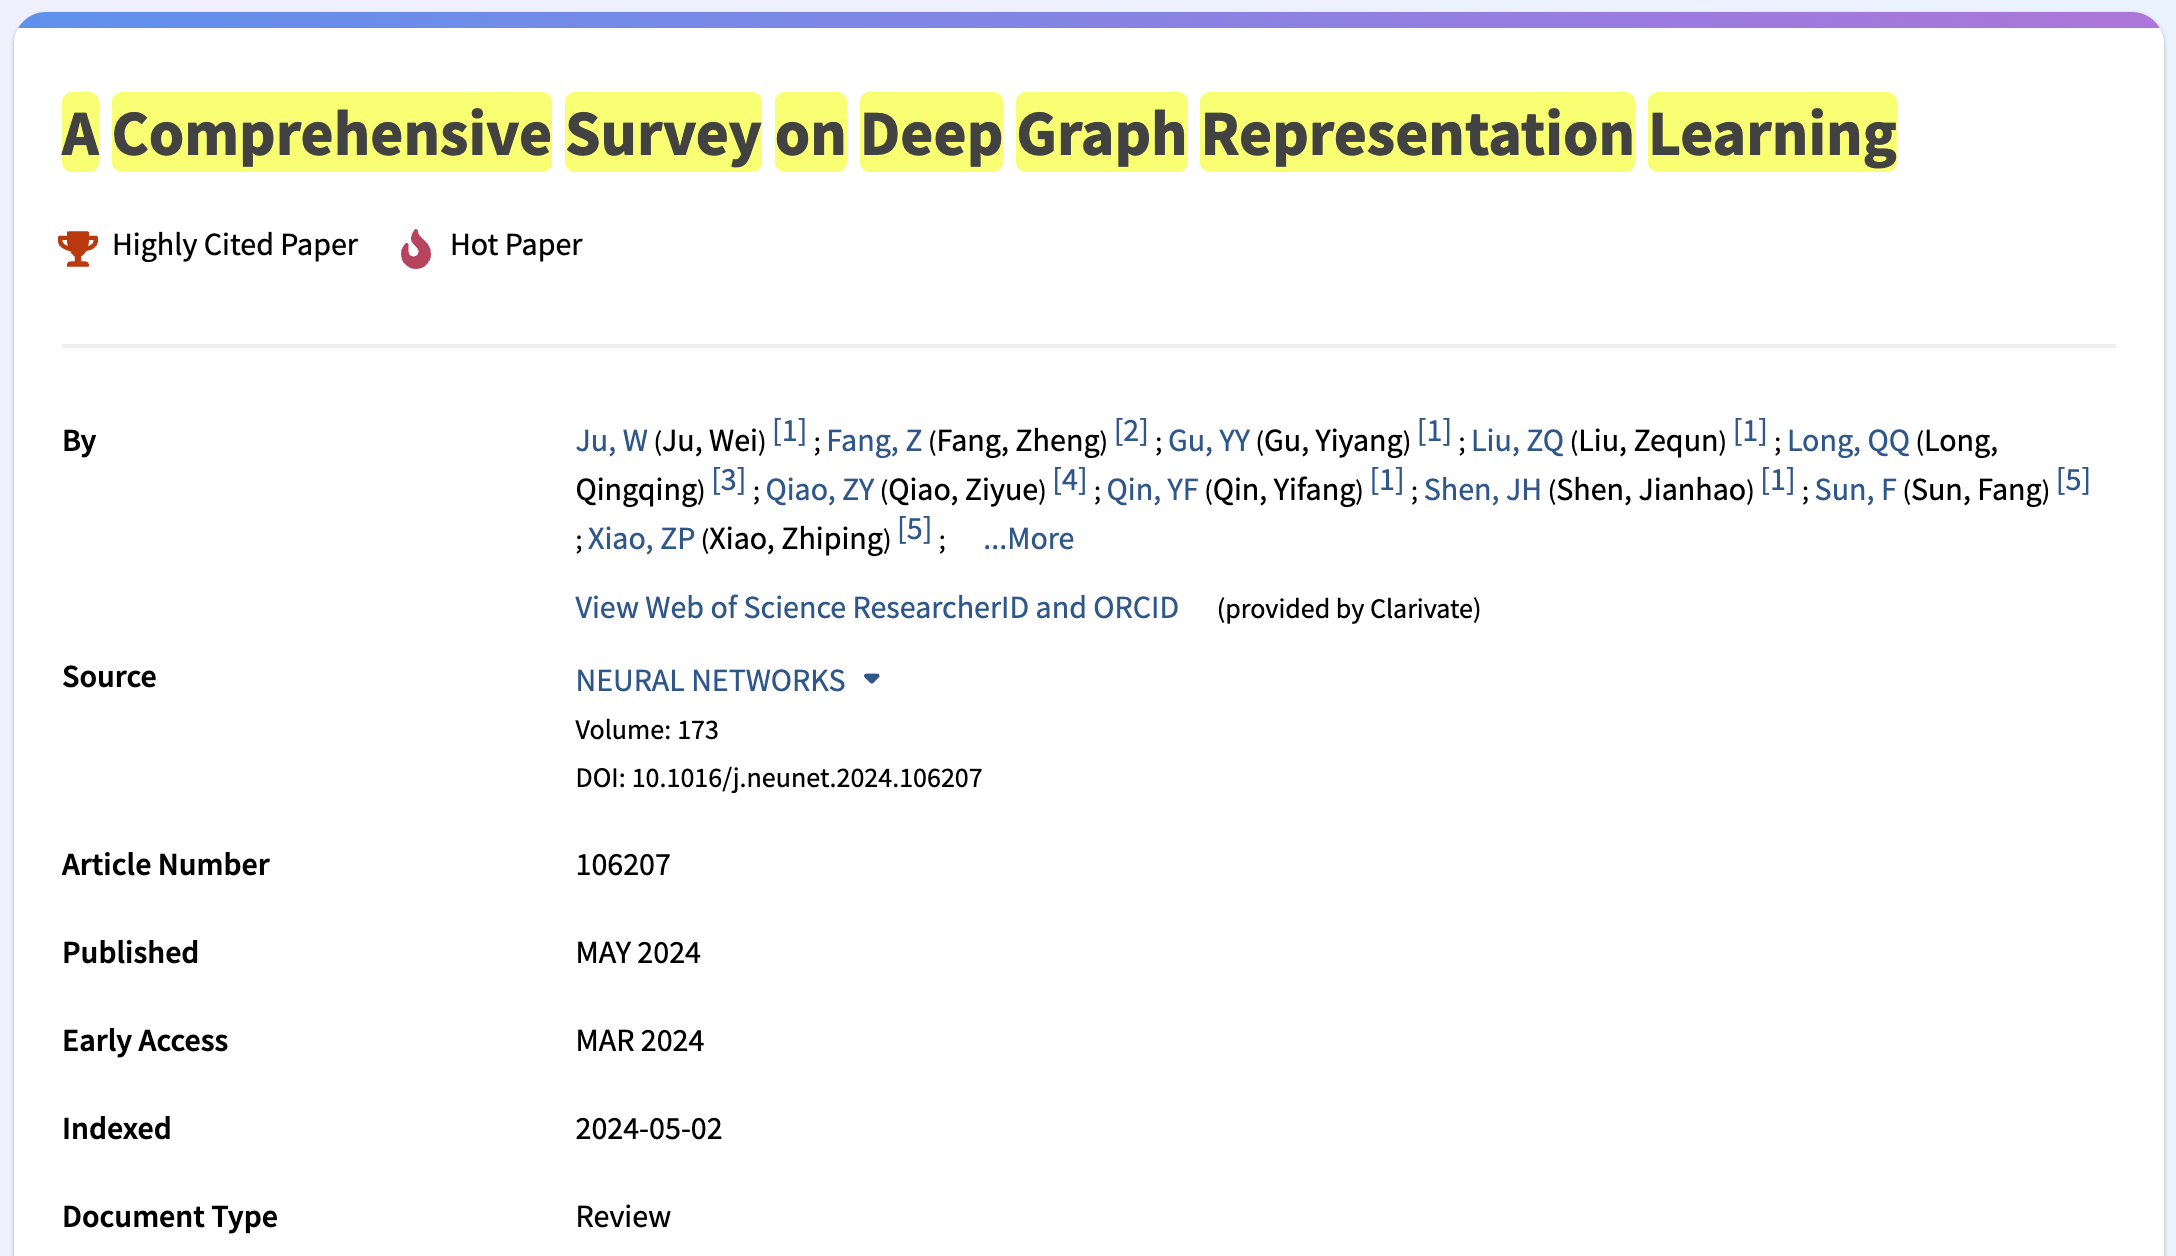 A Comprehensive Survey on Deep Graph Representation Learning
Highly Cited Paper Hot Paper
By
Ju, W (Ju, Wei) [1] ; Fang, Z (Fang, Zheng) [2] ; Gu, YY (Gu, Yiyang) [1] ; Liu, ZQ (Liu, Zequn) [1] ; Long, QQ (Long,
Qingqing) [3] ; Qiao, ZY (Qiao, Ziyue) [4] ; Qin, YF (Qin, Yifang) [1] ; Shen, JH (Shen, Jianhao) [1] ; Sun, F (Sun, Fang) [5]
; Xiao, ZP (Xiao, Zhiping) [5] ; ...More
View Web of Science ResearcherID and ORCID (provided by Clarivate)
Source
NEURAL NETWORKS
Volume: 173
DOI: 10.1016/j.neunet.2024.106207
Article Number 106207
Published MAY 2024
Early Access MAR 2024
Indexed 2024-05-02
Document Type Review